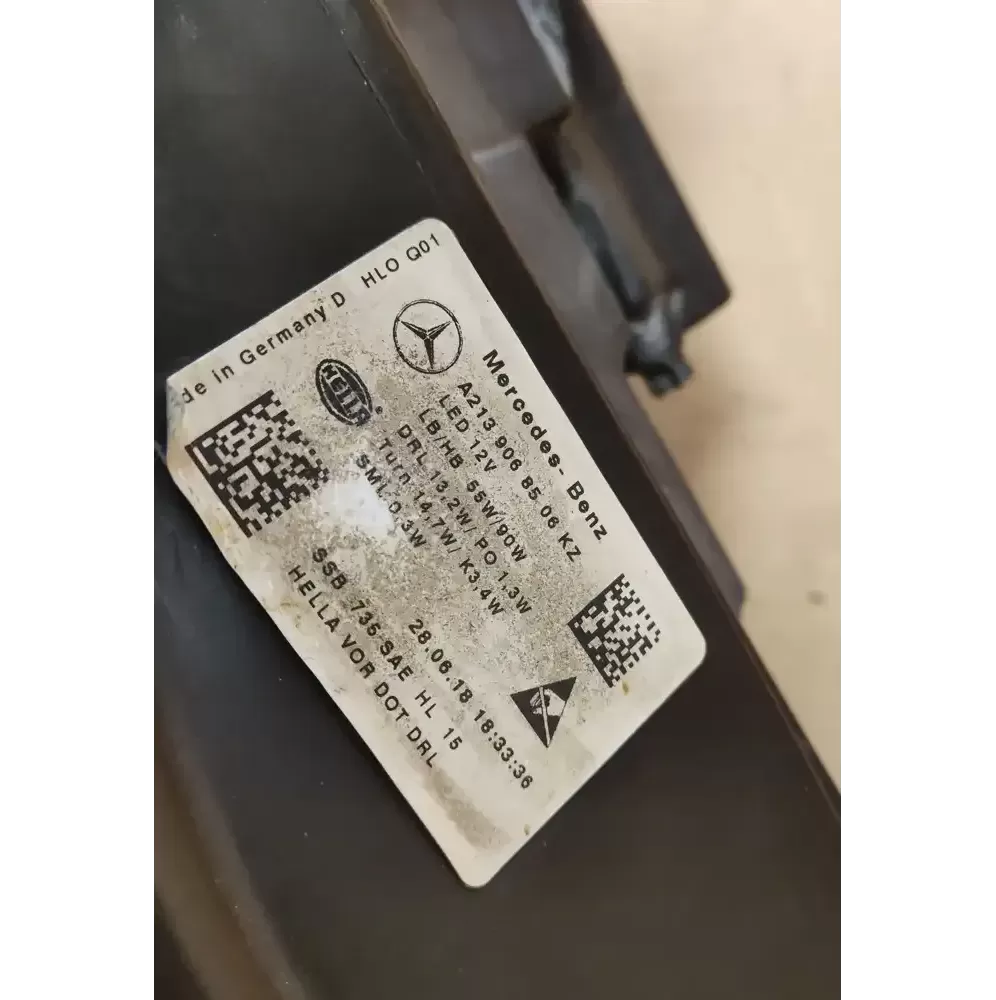 de in Germany D HLO Q01
HELLA
Mercedes-Benz
A213 906 85 06 KZ
LED 12V
LB/HB 55W/90W
DRL 13,2W/ PO 1,3W
Turn 14,7W/ K3,4W
SML 0,3W
28.06.18 18:33:36
SSB 735 SAE HL 15
HELLA VOR DOT DRL